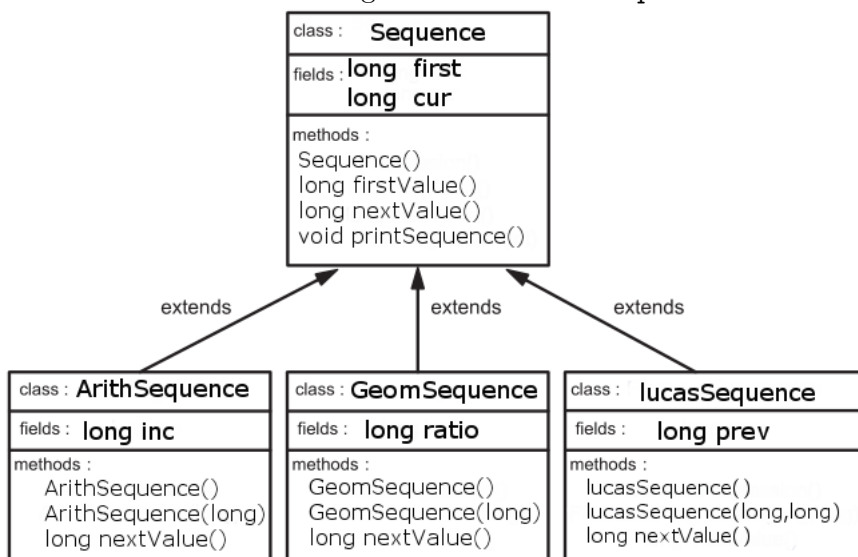 class : Sequence
fields : long first
long cur
methods :
Sequence()
long firstValue()
long nextValue()
void printSequence()
extends
extends
extends
class : ArithSequence
fields : long inc
methods :
ArithSequence()
ArithSequence(long)
long nextValue()
class : GeomSequence
fields : long ratio
methods :
GeomSequence()
GeomSequence(long)
long nextValue()
class : lucasSequence
fields : long prev
methods :
lucasSequence()
lucasSequence(long,long)
long nextValue()